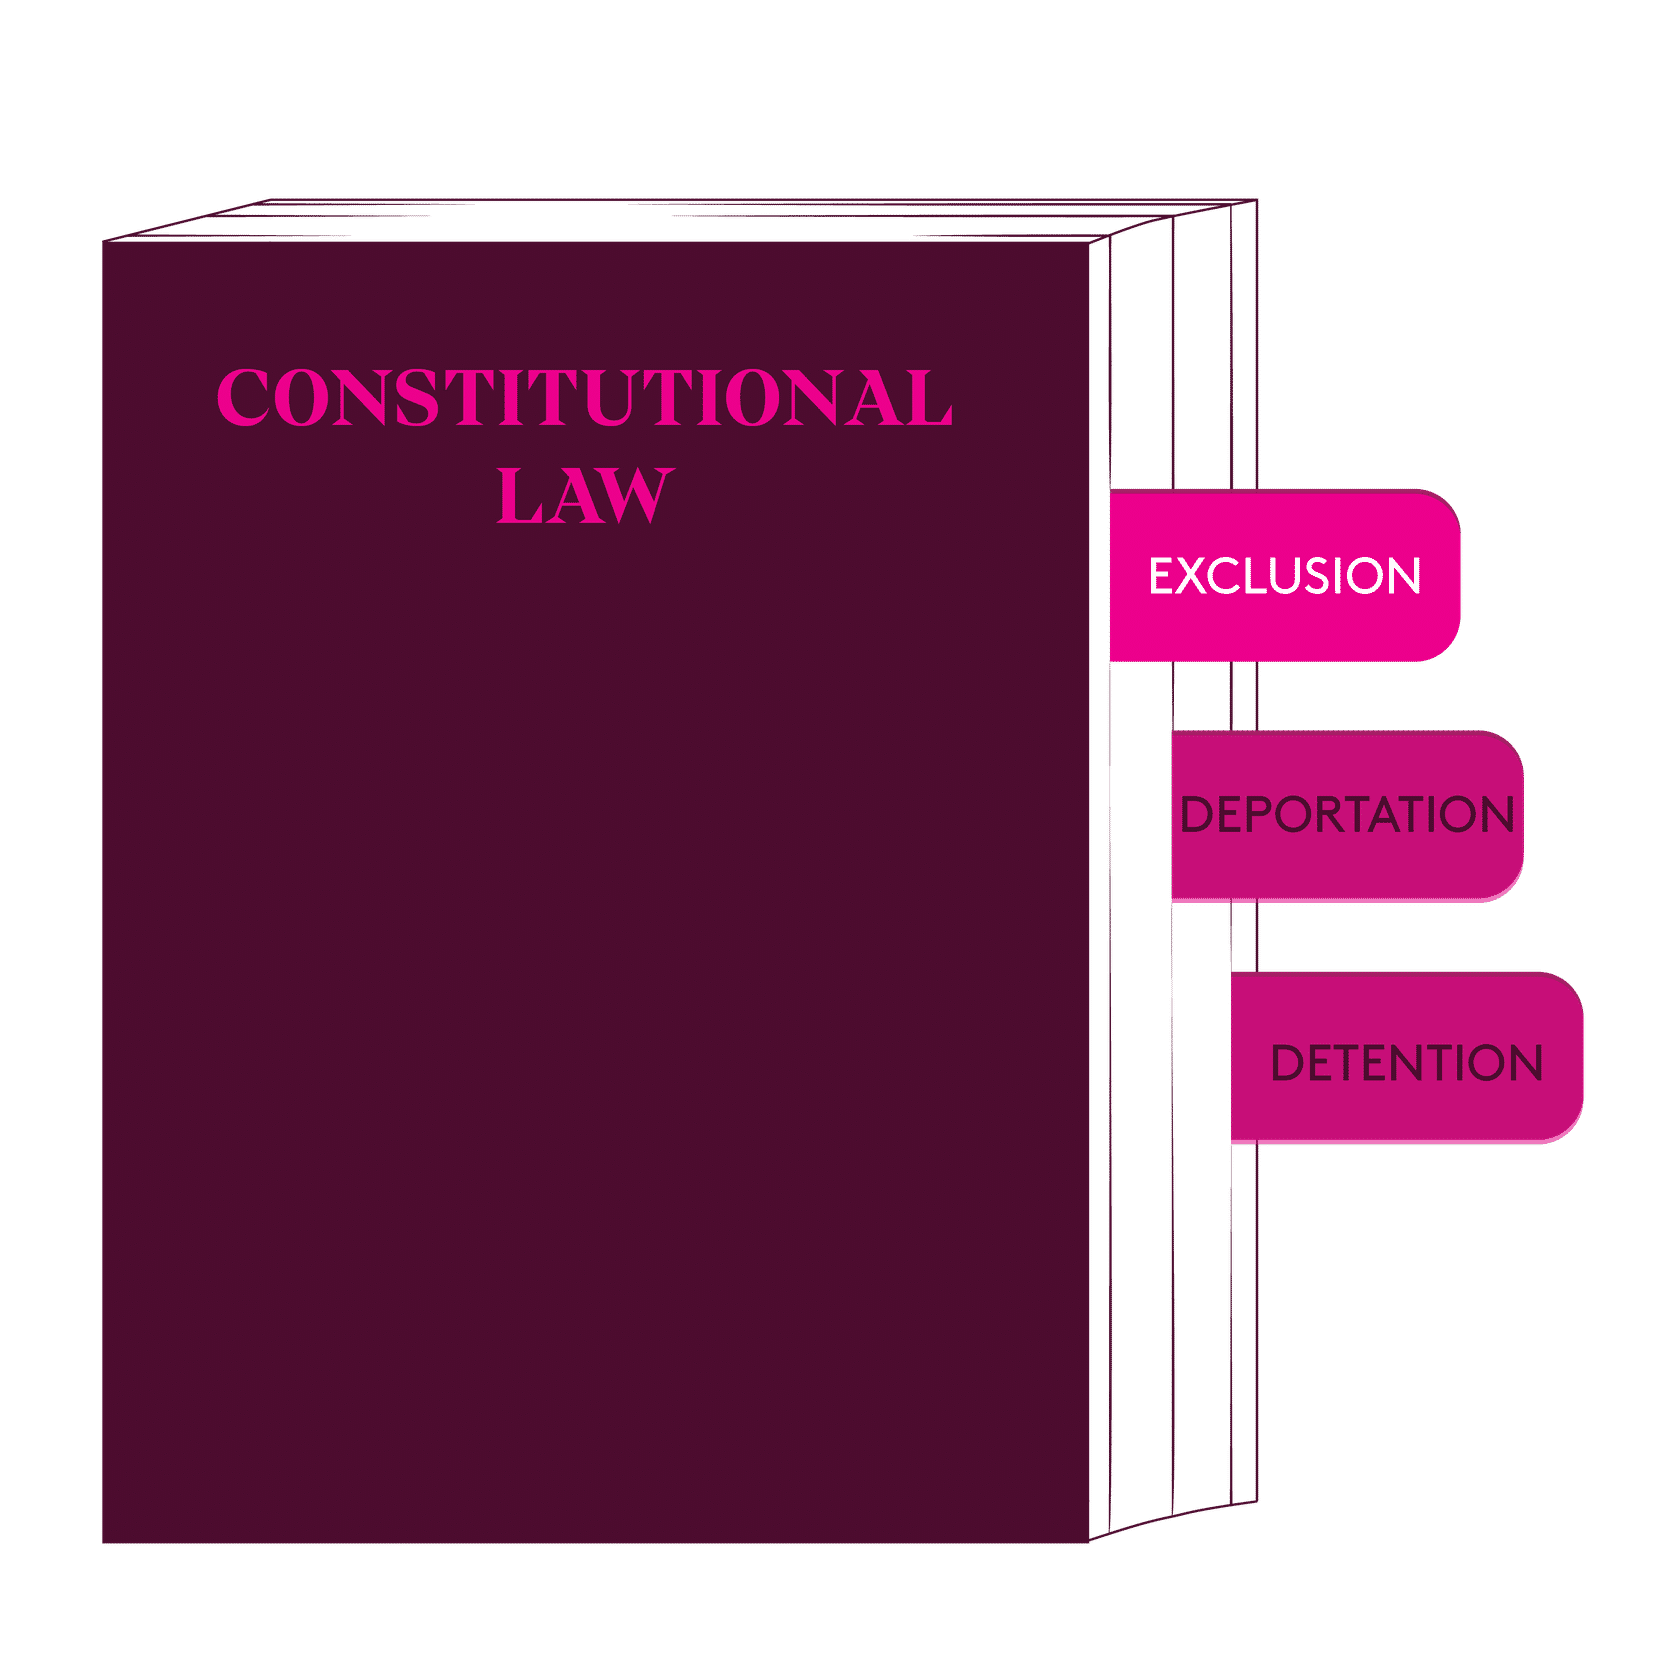 CONSTITUTIONAL
LAW
EXCLUSION
DEPORTATION
DETENTION